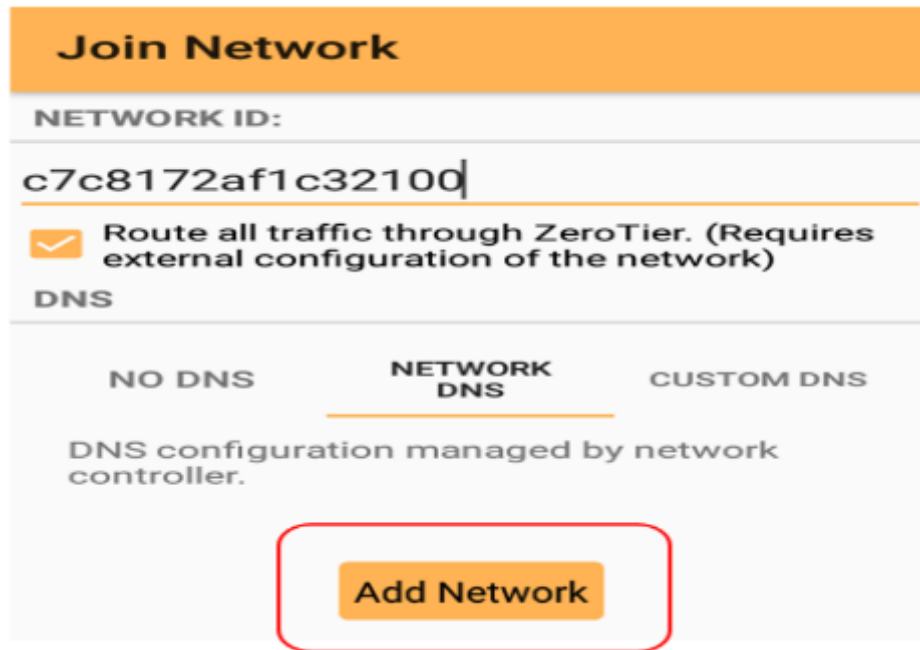 Join Network
NETWORK ID:
c7c8172af1c32100
Route all traffic through ZeroTier. (Requires
external configuration of the network)
DNS
NO DNS
NETWORK
DNS
CUSTOM DNS
DNS configuration managed by network
controller.
Add Network